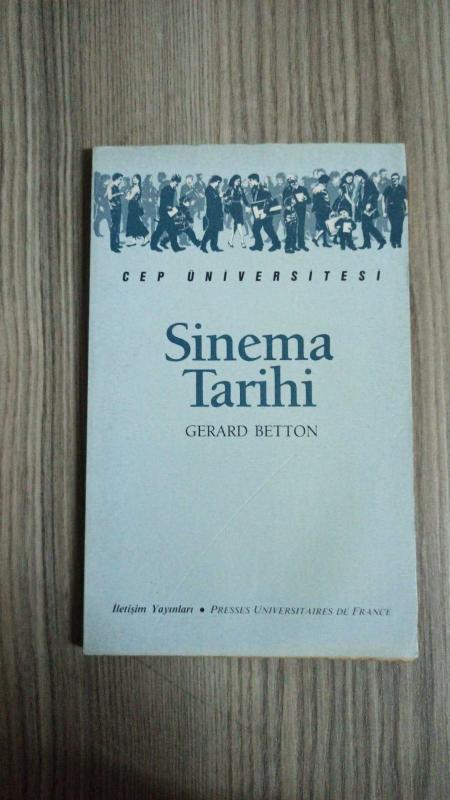 CEP ÜNİVERSİTESİ
Sinema
Tarihi
GERARD BETTON
İletişim Yayınları • PRESSES UNIVERSITAIRES DE FRANCE